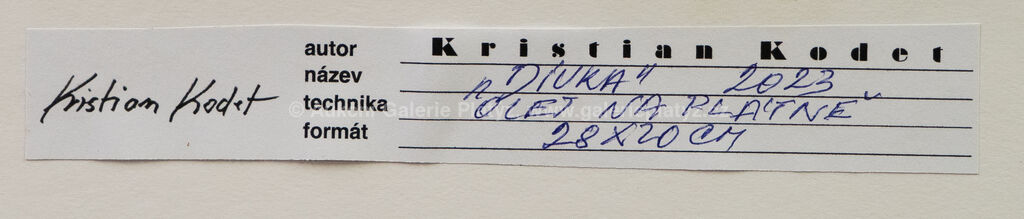 autor Kristian Kodet
název „DÍVKA" 2023
Kristian Kodet
technika OLEJ NA PLÁTNĚ
formát 28X20 CM